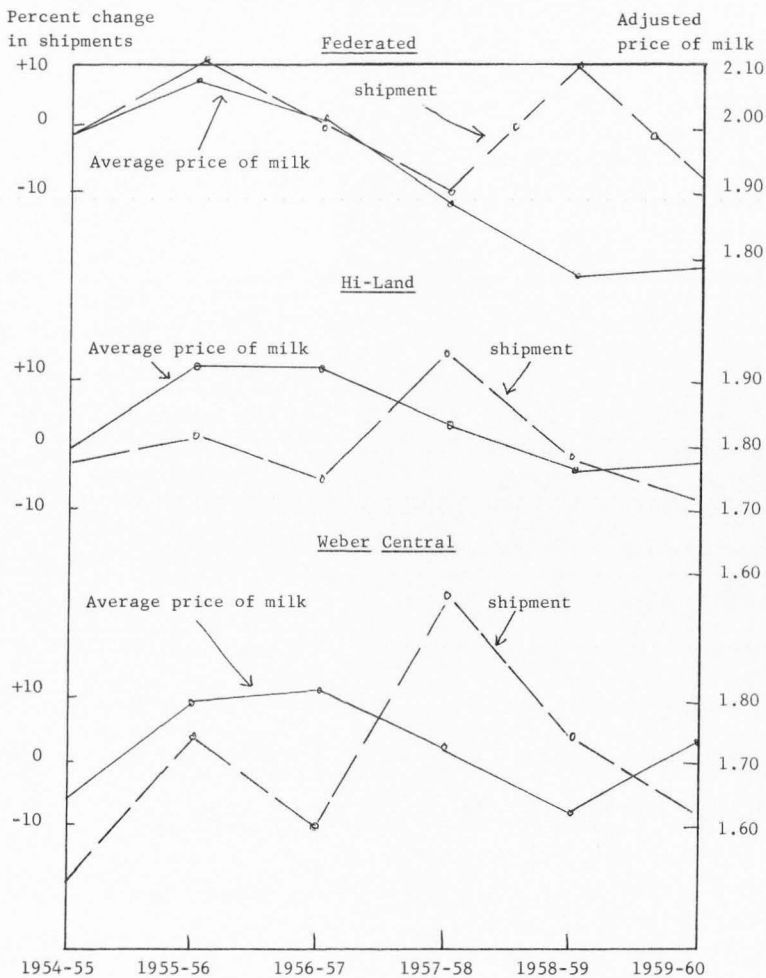 Percent change
in shipments
Federated
Adjusted
price of milk
+10
0
-10
shipment
Average price of milk
2.10
2.00
1.90
1.80
Hi-Land
Average price of milk
shipment
+10
0
-10
1.90
1.80
1.70
Weber Central
1.60
Average price of milk
shipment
+10
0
-10
1.80
1.70
1.60
1954-55 1955-56 1956-57 1957-58 1958-59 1959-60